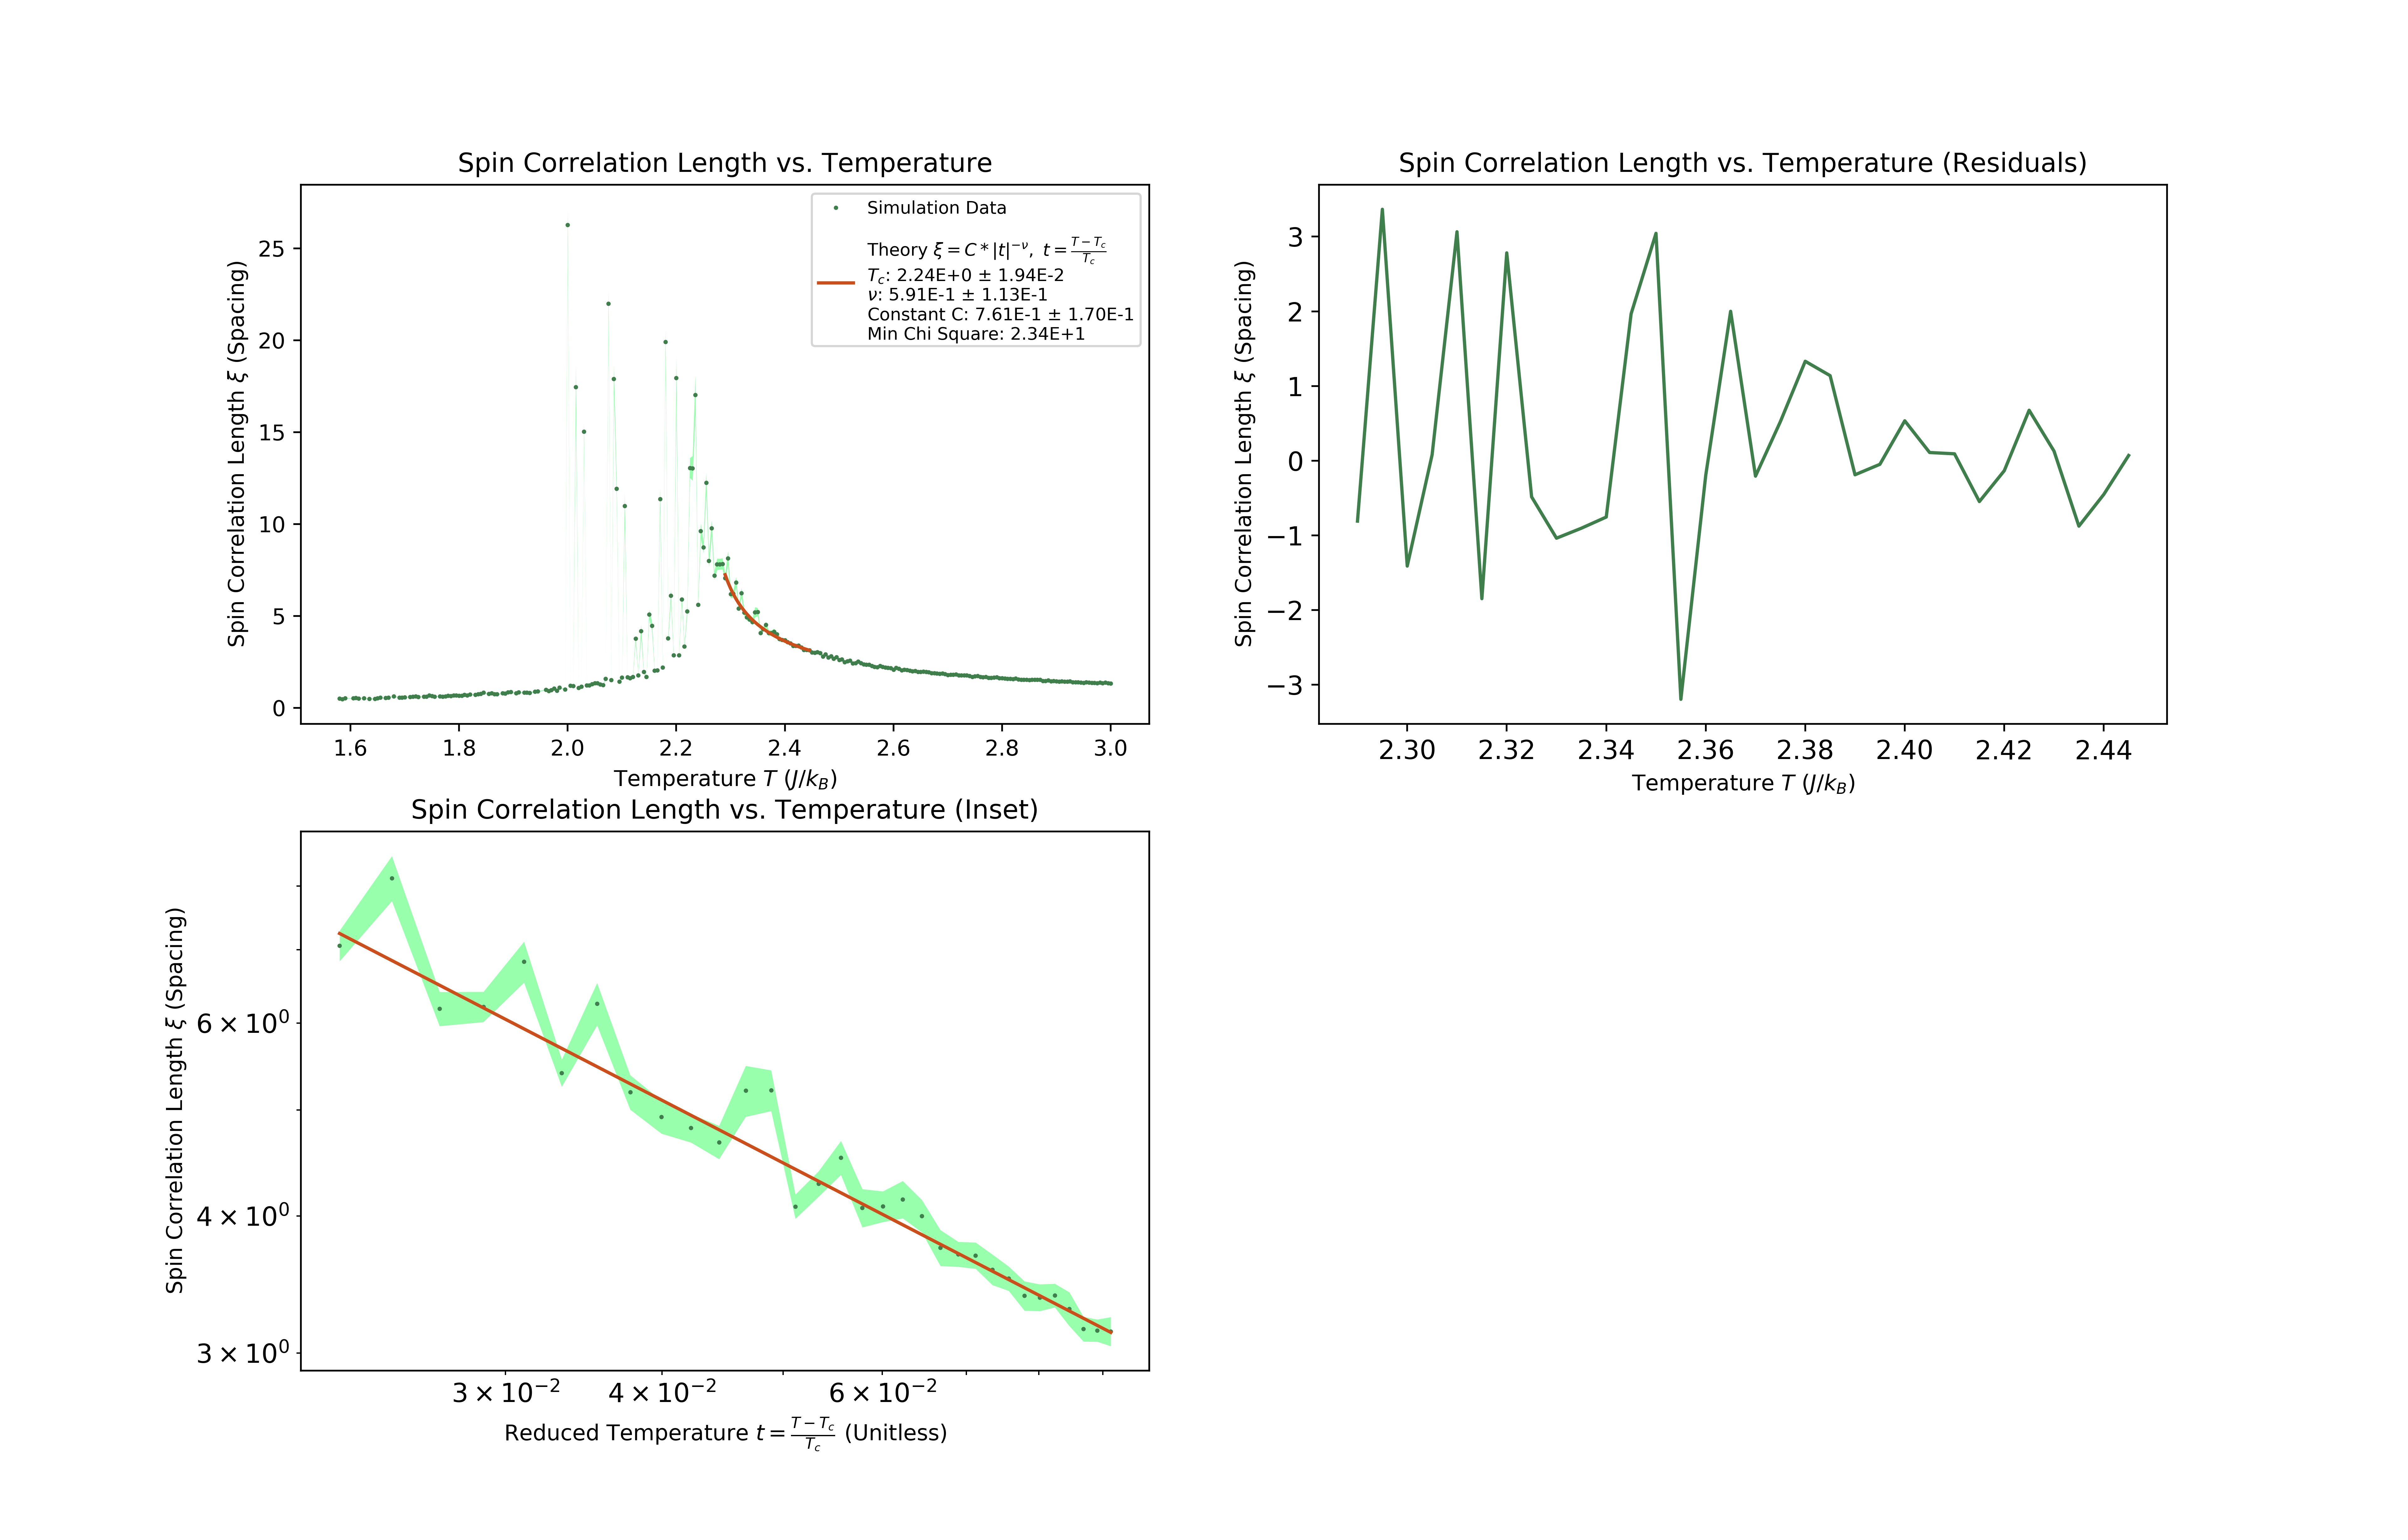 Spin Correlation Length vs. Temperature
Spin Correlation Length ξ (Spacing)
25
20
15
10
5
0
Simulation Data
Theory ξ = C * |t|^{−ν}, t = \frac{T − T_c}{T_c}
T_c: 2.24E+0 ± 1.94E-2
ν: 5.91E-1 ± 1.13E-1
Constant C: 7.61E-1 ± 1.70E-1
Min Chi Square: 2.34E+1
1.6 1.8 2.0 2.2 2.4 2.6 2.8 3.0
Temperature T (J/k_B)
Spin Correlation Length vs. Temperature (Residuals)
Spin Correlation Length ξ (Spacing)
3
2
1
0
−1
−2
−3
2.30 2.32 2.34 2.36 2.38 2.40 2.42 2.44
Temperature T (J/k_B)
Spin Correlation Length vs. Temperature (Inset)
Spin Correlation Length ξ (Spacing)
6 × 10^0
4 × 10^0
3 × 10^0
3 × 10^{−2} 4 × 10^{−2} 6 × 10^{−2}
Reduced Temperature t = \frac{T − T_c}{T_c} (Unitless)